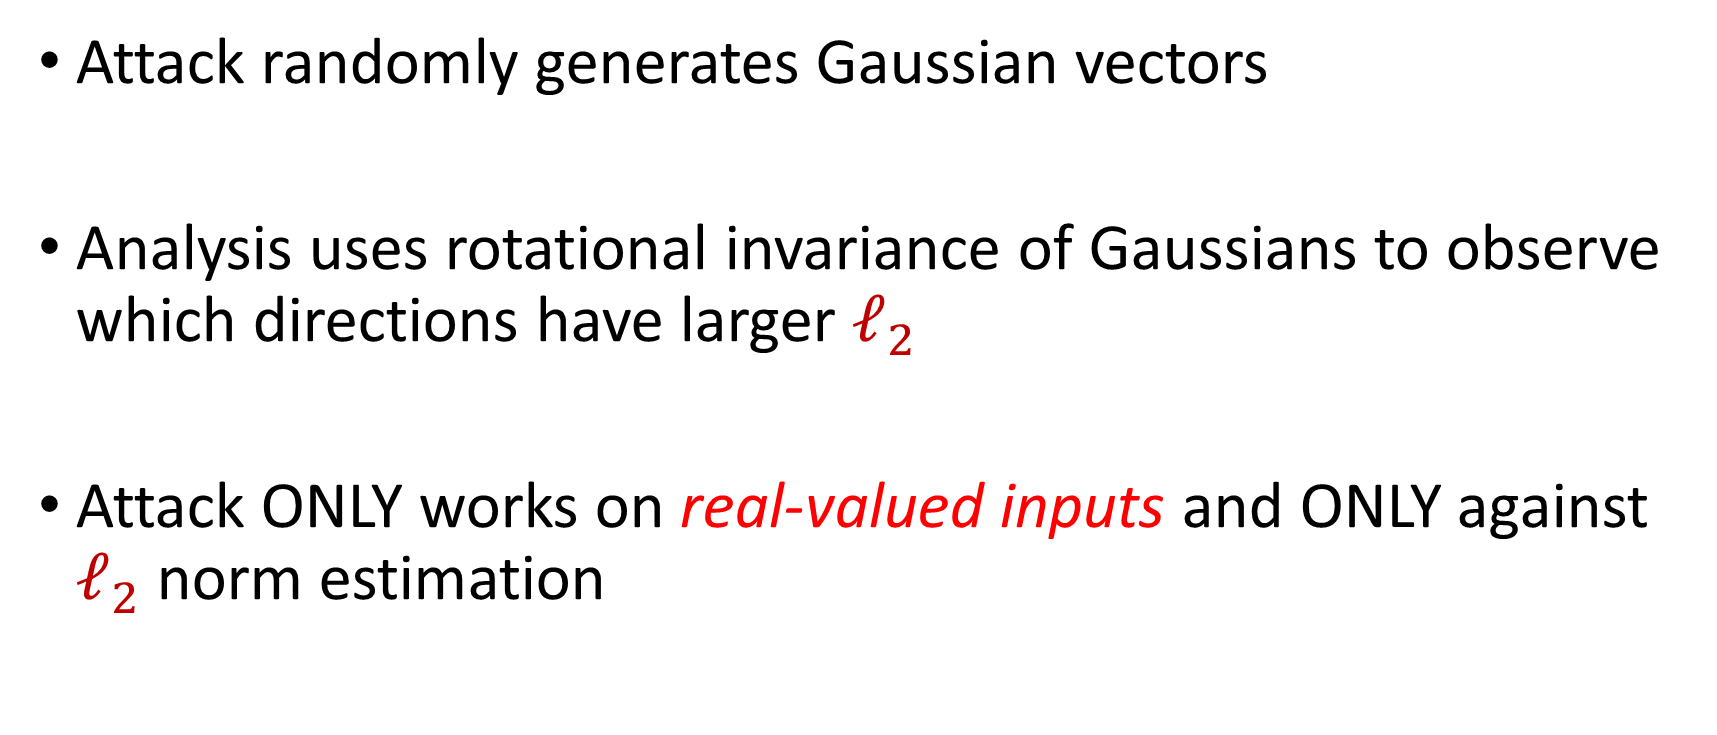 • Attack randomly generates Gaussian vectors
• Analysis uses rotational invariance of Gaussians to observe
which directions have larger ℓ₂
• Attack ONLY works on real-valued inputs and ONLY against
ℓ₂ norm estimation